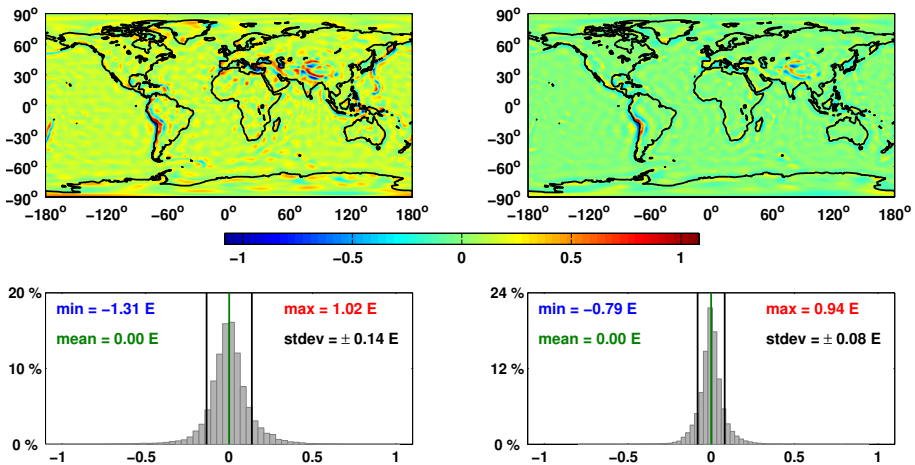 90° 90°
60° 60°
30° 30°
0° 0°
−30° −30°
−60° −60°
−90° −90°
−180° −120° −60° 0° 60° 120° 180° −180° −120° −60° 0° 60° 120° 180°
−1 −0.5 0 0.5 1
20 % 24 %
min = −1.31 E max = 1.02 E min = −0.79 E max = 0.94 E
mean = 0.00 E stdev = ± 0.14 E mean = 0.00 E stdev = ± 0.08 E
10 % 12 %
0 % 0 %
−1 −0.5 0 0.5 1 −1 −0.5 0 0.5 1